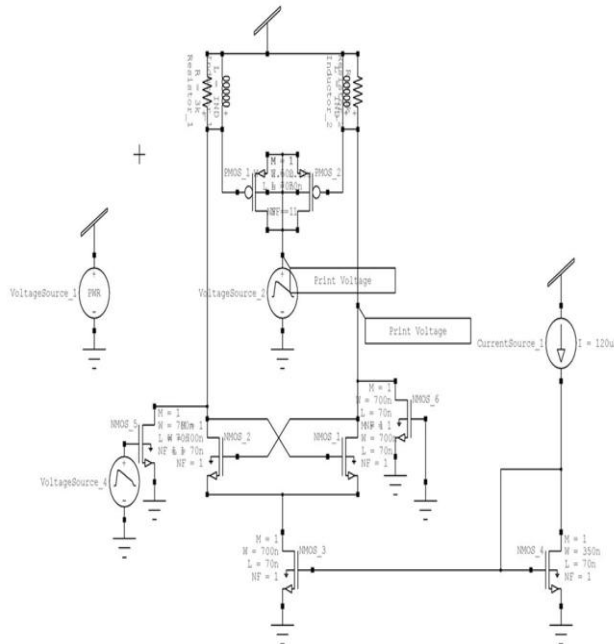 Resistor_1
R = 3k
Inductor_2
PMOS_1
M = 1
PMOS_2
VoltageSource_1
PWR
VoltageSource_2
Print Voltage
Print Voltage
CurrentSource_1
I = 120u
NMOS_5
M = 1
NMOS_2
NF = 1
VoltageSource_4
NMOS_1
M = 1
W = 700n
NMOS_6
W = 700n
L = 70n
NF = 1
M = 1
W = 700n
L = 70n
NF = 1
NMOS_3
NMOS_4
M = 1
W = 350n
L = 70n
NF = 1